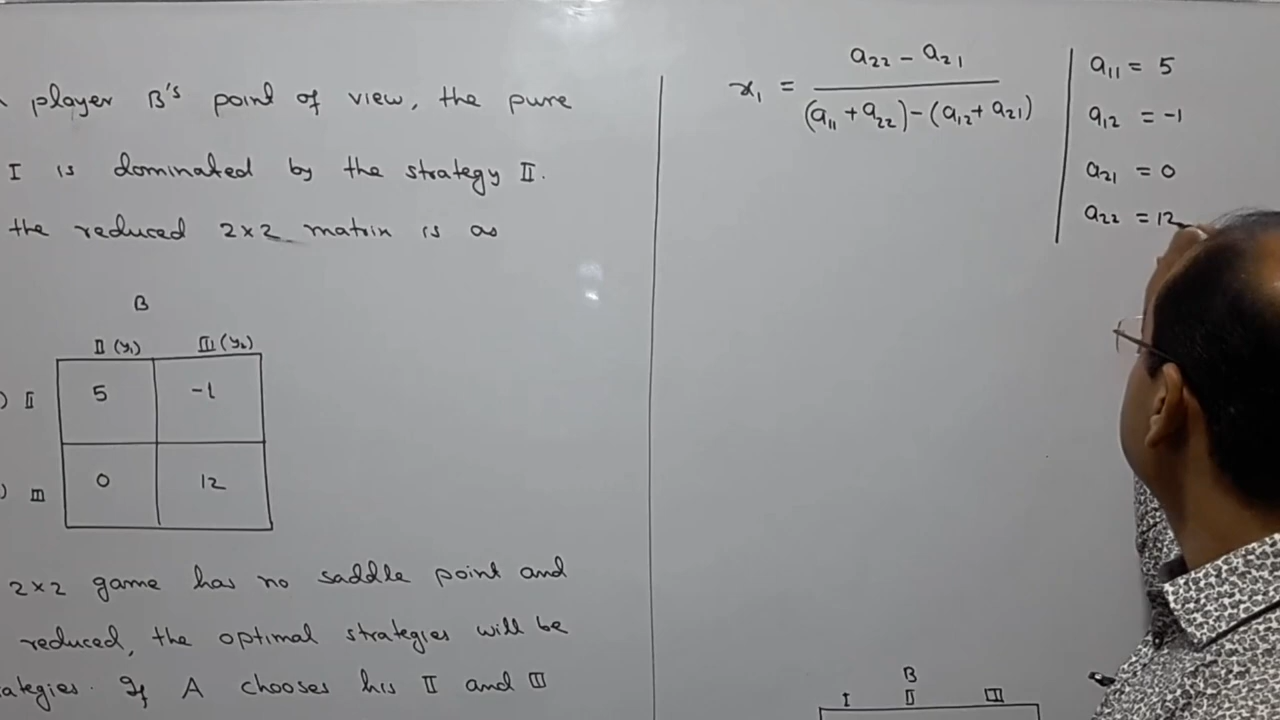 player B's point of view, the pure
I is dominated by the strategy II.
the reduced 2×2 matrix is as
B
II (y₁) III (y₂)
) II 5 -1
) III 0 12
2×2 game has no saddle point and
reduced, the optimal strategies will be
ategies. If A chooses his II and III
x₁ = (a₂₂ - a₂₁) / ((a₁₁ + a₂₂) - (a₁₂ + a₂₁))
a₁₁ = 5
a₁₂ = -1
a₂₁ = 0
a₂₂ = 12
B
I II III